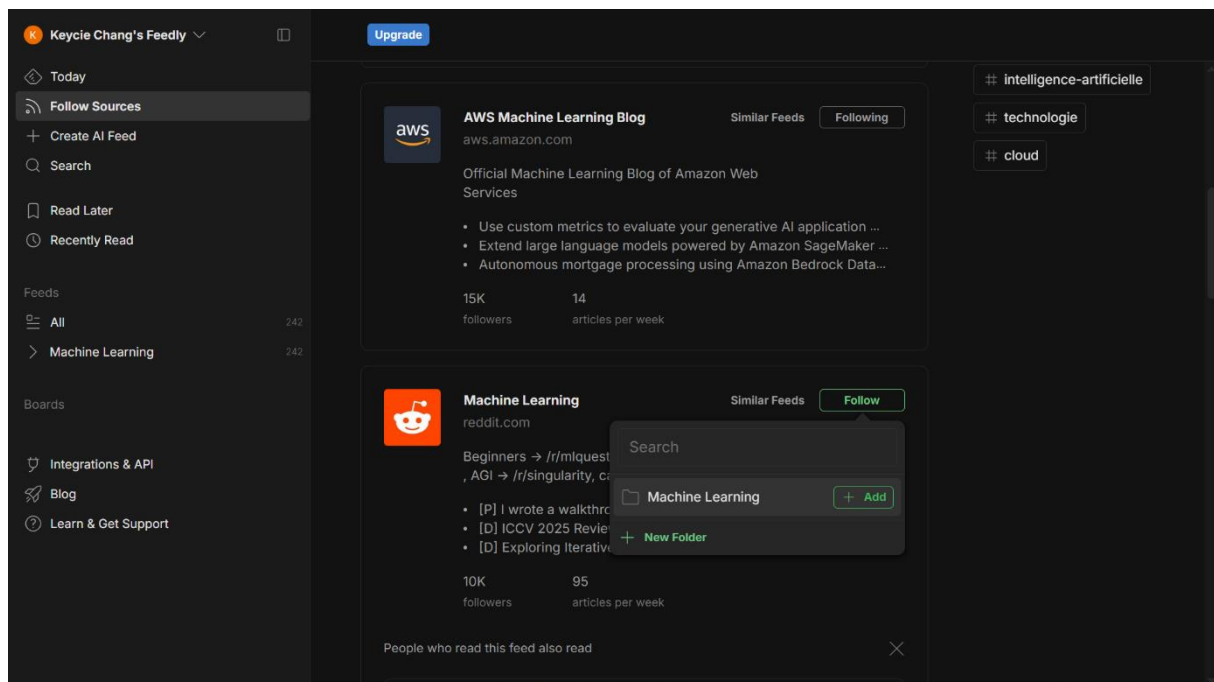 K Keycie Chang's Feedly
Upgrade
Today
Follow Sources
Create AI Feed
Search
Read Later
Recently Read
Feeds
All 242
Machine Learning 242
Boards
Integrations & API
Blog
Learn & Get Support
aws
AWS Machine Learning Blog Similar Feeds Following
aws.amazon.com
Official Machine Learning Blog of Amazon Web
Services
• Use custom metrics to evaluate your generative AI application ...
• Extend large language models powered by Amazon SageMaker ...
• Autonomous mortgage processing using Amazon Bedrock Data...
15K 14
followers articles per week
Machine Learning Similar Feeds Follow
reddit.com
Beginners -> /r/mlquest
, AGI -> /r/singularity,
• [P] I wrote a
• [D] ICCV 2025
• [D] Exploring
10K 95
followers articles per week
Search
Machine Learning + Add
+ New Folder
People who read this feed also read
# intelligence-artificielle
# technologie
# cloud